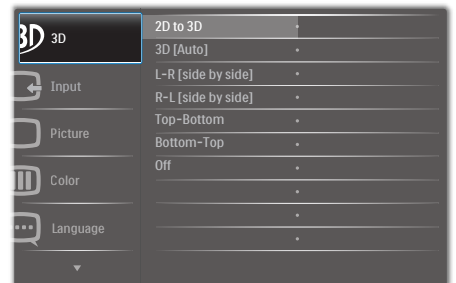 3D 3D
Input
Picture
Color
Language
2D to 3D
3D [Auto]
L-R [side by side]
R-L [side by side]
Top-Bottom
Bottom-Top
Off